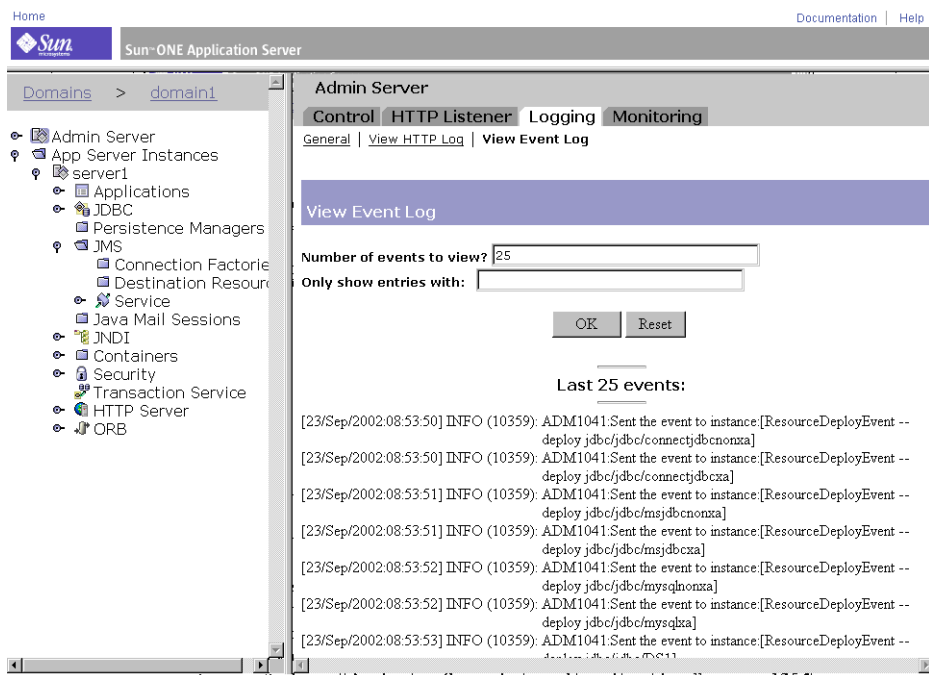 Home
Documentation | Help
Sun
microsystems
Sun™ ONE Application Server
Domains > domain1
Admin Server
App Server Instances
server1
Applications
JDBC
Persistence Managers
JMS
Connection Factorie
Destination Resour
Service
Java Mail Sessions
JNDI
Containers
Security
Transaction Service
HTTP Server
ORB
Admin Server
Control HTTP Listener Logging Monitoring
General | View HTTP Log | View Event Log
View Event Log
Number of events to view? 25
Only show entries with:
OK Reset
Last 25 events:
[23/Sep/2002:08:53:50] INFO (10359): ADM1041:Sent the event to instance:[ResourceDeployEvent --
deploy jdbc/jdbc/connectjdbcnonxa]
[23/Sep/2002:08:53:50] INFO (10359): ADM1041:Sent the event to instance:[ResourceDeployEvent --
deploy jdbc/jdbc/connectjdbcxa]
[23/Sep/2002:08:53:51] INFO (10359): ADM1041:Sent the event to instance:[ResourceDeployEvent --
deploy jdbc/jdbc/msjdbcnonxa]
[23/Sep/2002:08:53:51] INFO (10359): ADM1041:Sent the event to instance:[ResourceDeployEvent --
deploy jdbc/jdbc/msjdbcxa]
[23/Sep/2002:08:53:52] INFO (10359): ADM1041:Sent the event to instance:[ResourceDeployEvent --
deploy jdbc/jdbc/mysqlnonxa]
[23/Sep/2002:08:53:52] INFO (10359): ADM1041:Sent the event to instance:[ResourceDeployEvent --
deploy jdbc/jdbc/mysqlxa]
[23/Sep/2002:08:53:53] INFO (10359): ADM1041:Sent the event to instance:[ResourceDeployEvent --
deploy jdbc/jdbc/DS1]